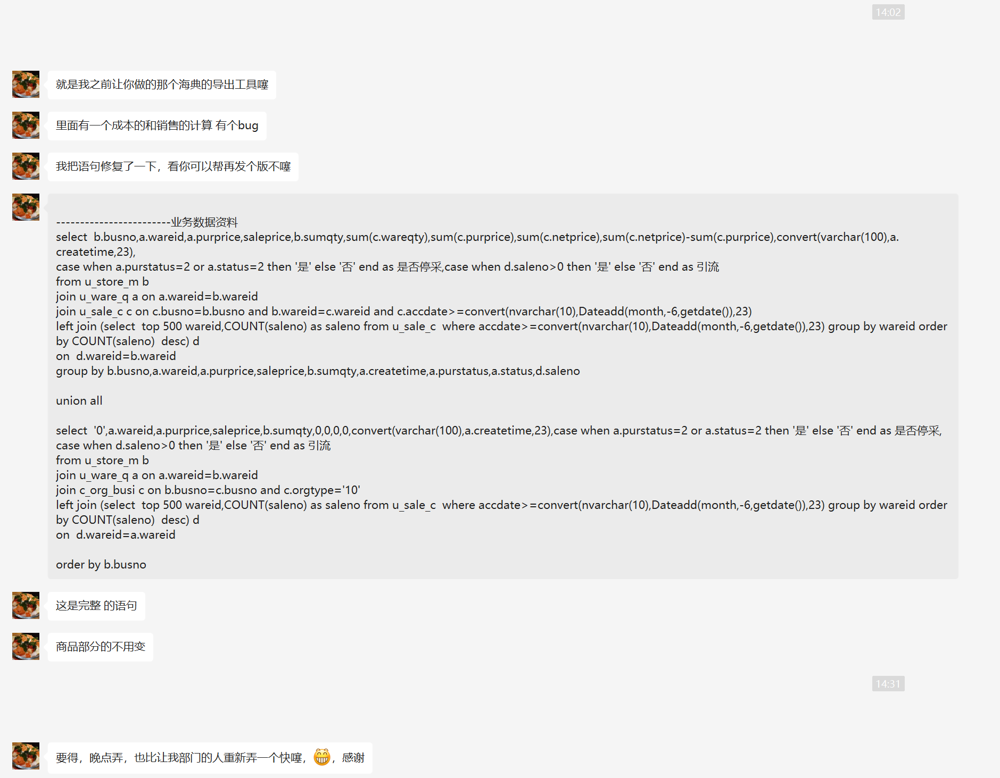 14:02
就是我之前让你做的那个海典的导出工具噻
里面有一个成本的和销售的计算 有个bug
我把语句修复了一下，看你可以帮再发个版不噻
------------------------业务数据资料
select  b.busno,a.wareid,a.purprice,saleprice,b.sumqty,sum(c.wareqty),sum(c.purprice),sum(c.netprice),sum(c.netprice)-sum(c.purprice),convert(varchar(100),a.
createtime,23),
case when a.purstatus=2 or a.status=2 then '是' else '否' end as 是否停采,case when d.saleno>0 then '是' else '否' end as 引流
from u_store_m b
join u_ware_q a on a.wareid=b.wareid
join u_sale_c c on c.busno=b.busno and b.wareid=c.wareid and c.accdate>=convert(nvarchar(10),Dateadd(month,-6,getdate()),23)
left join (select  top 500 wareid,COUNT(saleno) as saleno from u_sale_c  where accdate>=convert(nvarchar(10),Dateadd(month,-6,getdate()),23) group by wareid order
by COUNT(saleno)  desc) d
on  d.wareid=b.wareid
group by b.busno,a.wareid,a.purprice,saleprice,b.sumqty,a.createtime,a.purstatus,a.status,d.saleno
union all
select  '0',a.wareid,a.purprice,saleprice,b.sumqty,0,0,0,0,convert(varchar(100),a.createtime,23),case when a.purstatus=2 or a.status=2 then '是' else '否' end as 是否停采,
case when d.saleno>0 then '是' else '否' end as 引流
from u_store_m b
join u_ware_q a on a.wareid=b.wareid
join c_org_busi c on b.busno=c.busno and c.orgtype='10'
left join (select  top 500 wareid,COUNT(saleno) as saleno from u_sale_c  where accdate>=convert(nvarchar(10),Dateadd(month,-6,getdate()),23) group by wareid order
by COUNT(saleno)  desc) d
on  d.wareid=a.wareid
order by b.busno
这是完整 的语句
商品部分的不用变
14:31
要得，晚点弄，也比让我部门的人重新弄一个快噻，😁，感谢